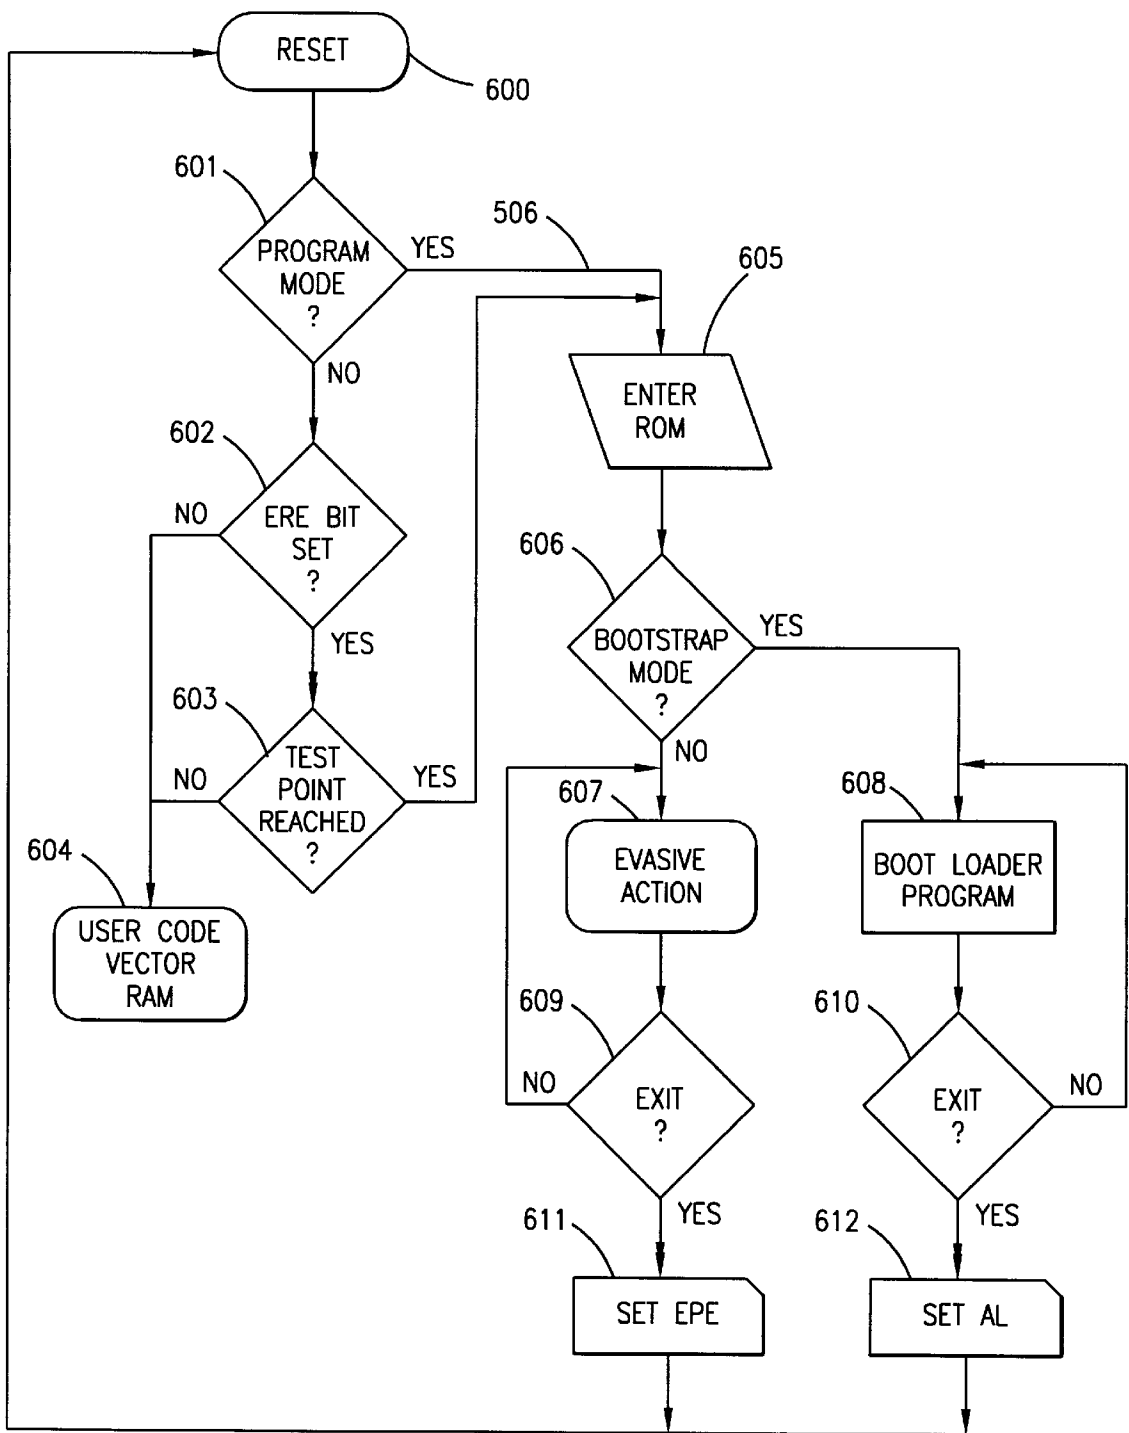 RESET
600
601
PROGRAM
MODE
?
YES
506
605
NO
ENTER
ROM
602
ERE BIT
SET
?
NO
YES
606
BOOTSTRAP
MODE
?
YES
NO
603
TEST
POINT
REACHED
?
NO
YES
604
USER CODE
VECTOR
RAM
607
EVASIVE
ACTION
608
BOOT LOADER
PROGRAM
609
EXIT
?
NO
YES
610
EXIT
?
NO
YES
611
SET EPE
612
SET AL